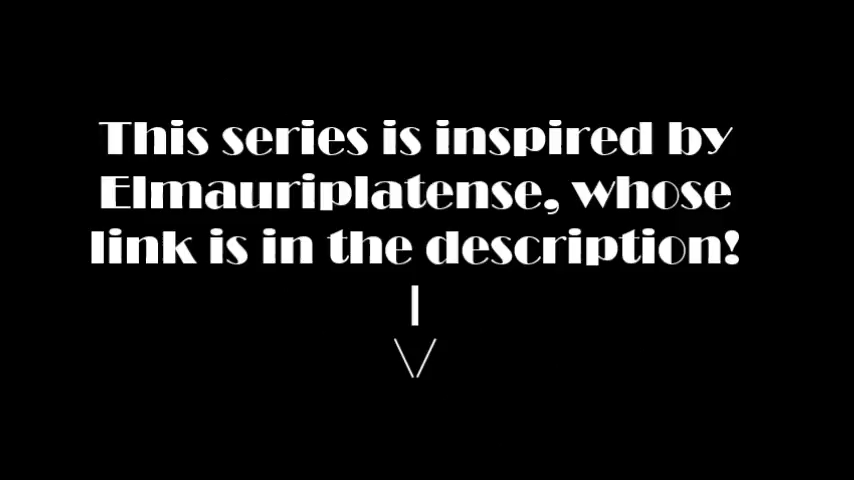 This series is inspired by
Elmauriplatense, whose
link is in the description!
|
\/